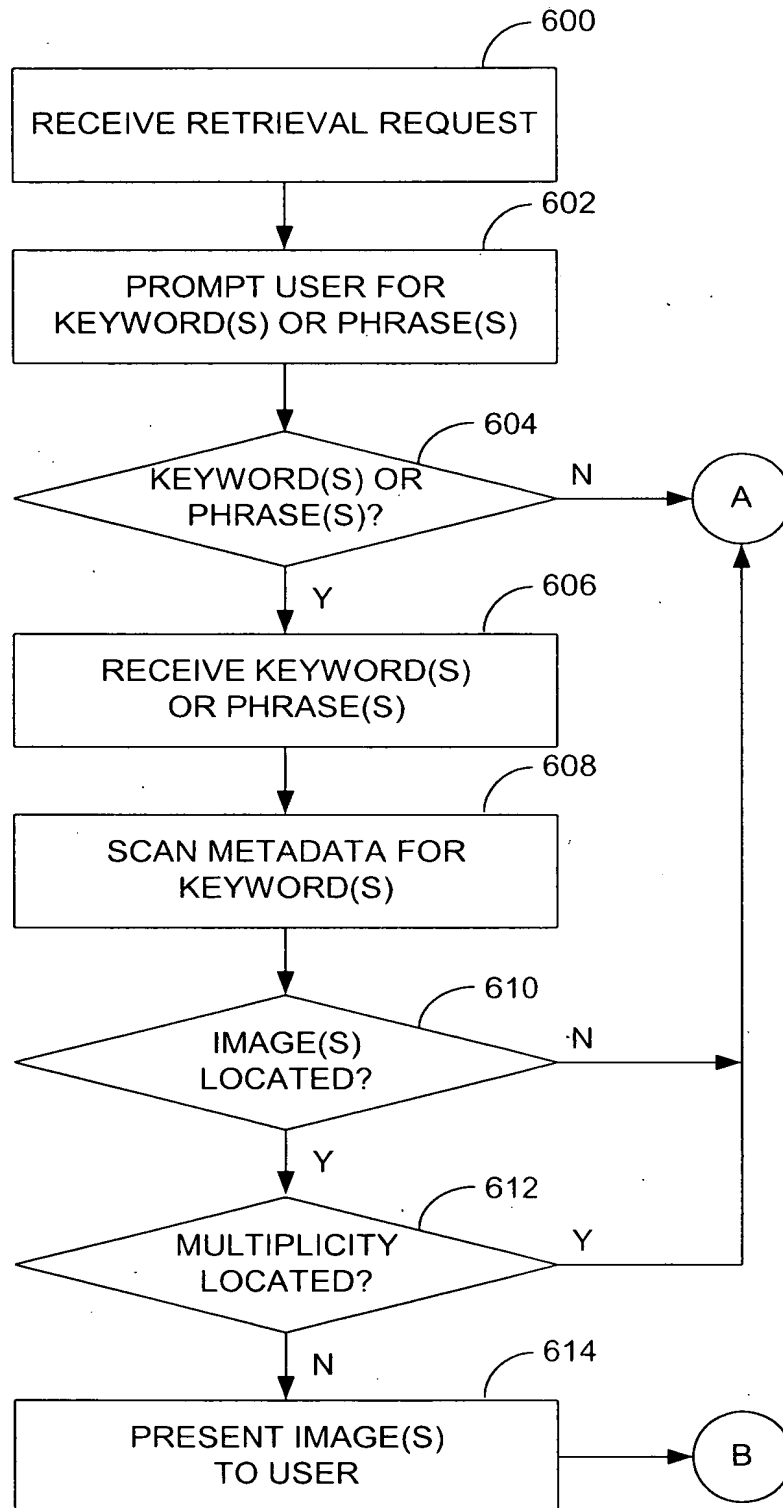 600
RECEIVE RETRIEVAL REQUEST
602
PROMPT USER FOR
KEYWORD(S) OR PHRASE(S)
604
KEYWORD(S) OR
PHRASE(S)?
N
A
Y
606
RECEIVE KEYWORD(S)
OR PHRASE(S)
608
SCAN METADATA FOR
KEYWORD(S)
610
IMAGE(S)
LOCATED?
N
Y
612
MULTIPLICITY
LOCATED?
Y
N
614
PRESENT IMAGE(S)
TO USER
B